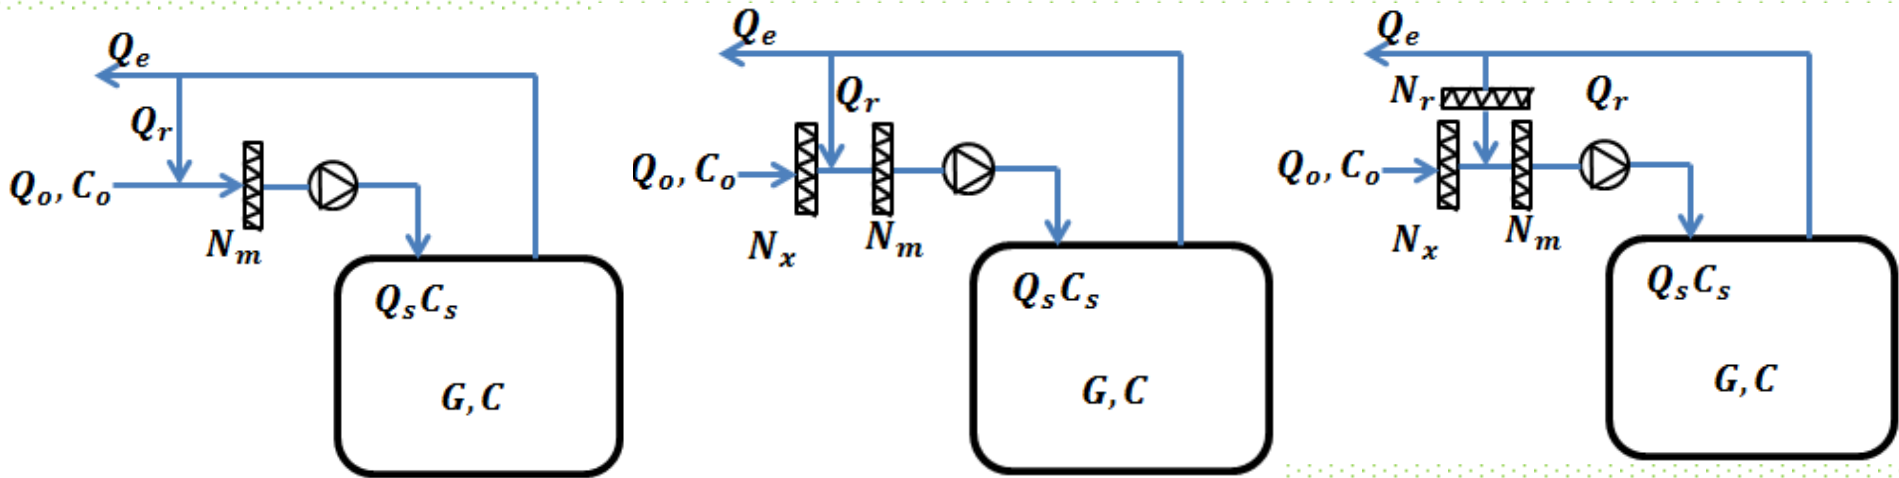 Qe
Qr
Qo, Co
Nm
QsCs
G, C
Qe
Qr
Qo, Co
Nx
Nm
QsCs
G, C
Qe
Nr
Qr
Qo, Co
Nx
Nm
QsCs
G, C